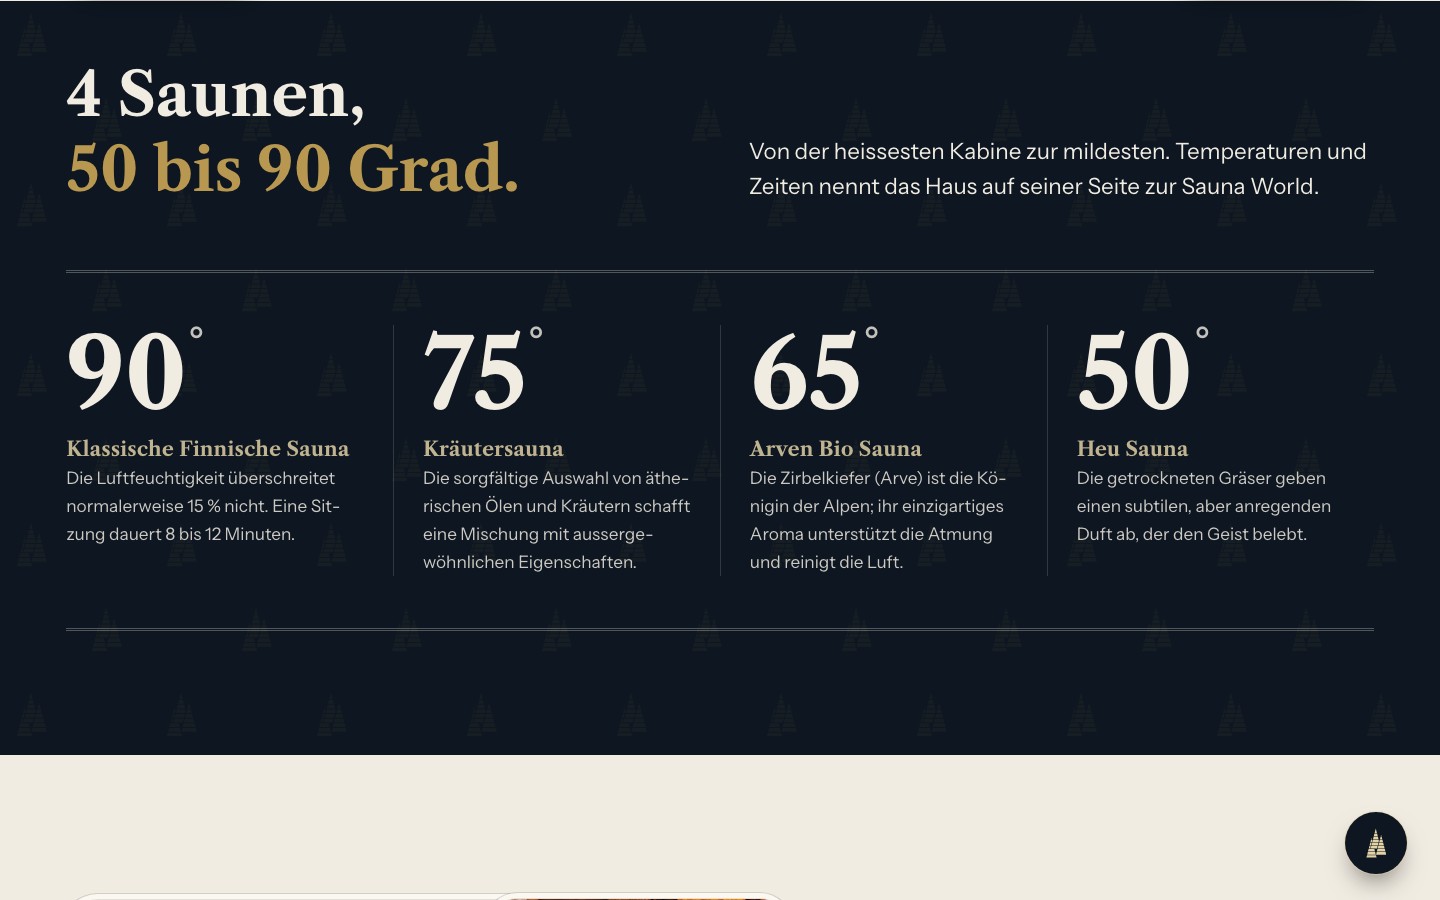 4 Saunen,
50 bis 90 Grad.
Von der heissesten Kabine zur mildesten. Temperaturen und
Zeiten nennt das Haus auf seiner Seite zur Sauna World.
90°
Klassische Finnische Sauna
Die Luftfeuchtigkeit überschreitet
normalerweise 15 % nicht. Eine Sit-
zung dauert 8 bis 12 Minuten.
75°
Kräutersauna
Die sorgfältige Auswahl von äthe-
rischen Ölen und Kräutern schafft
eine Mischung mit ausserge-
wöhnlichen Eigenschaften.
65°
Arven Bio Sauna
Die Zirbelkiefer (Arve) ist die Kö-
nigin der Alpen; ihr einzigartiges
Aroma unterstützt die Atmung
und reinigt die Luft.
50°
Heu Sauna
Die getrockneten Gräser geben
einen subtilen, aber anregenden
Duft ab, der den Geist belebt.